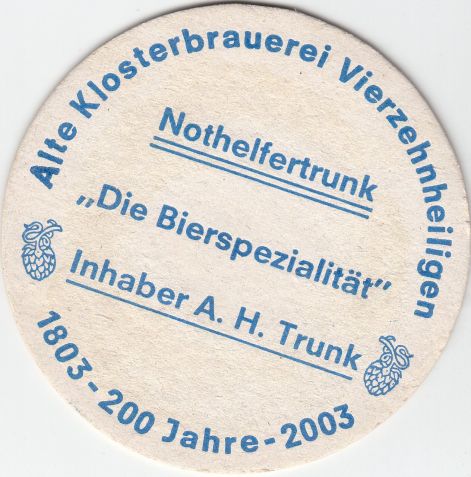 Alte Klosterbrauerei Vierzehnheiligen
Nothelfertrunk
„Die Bierspezialität”
Inhaber A. H. Trunk
1803-200 Jahre-2003